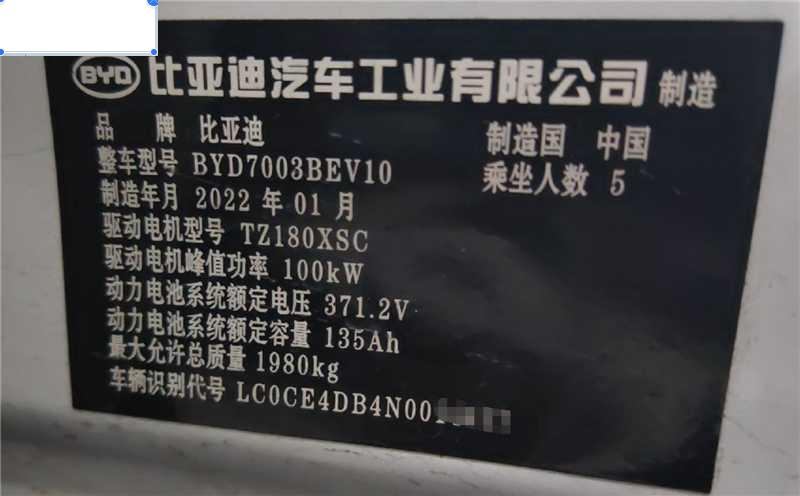 BYD 比亚迪汽车工业有限公司 制造
品 牌 比亚迪 制造国 中国
整车型号 BYD7003BEV10 乘坐人数 5
制造年月 2022 年 01 月
驱动电机型号 TZ180XSC
驱动电机峰值功率 100kW
动力电池系统额定电压 371.2V
动力电池系统额定容量 135Ah
最大允许总质量 1980kg
车辆识别代号 LC0CE4DB4N00